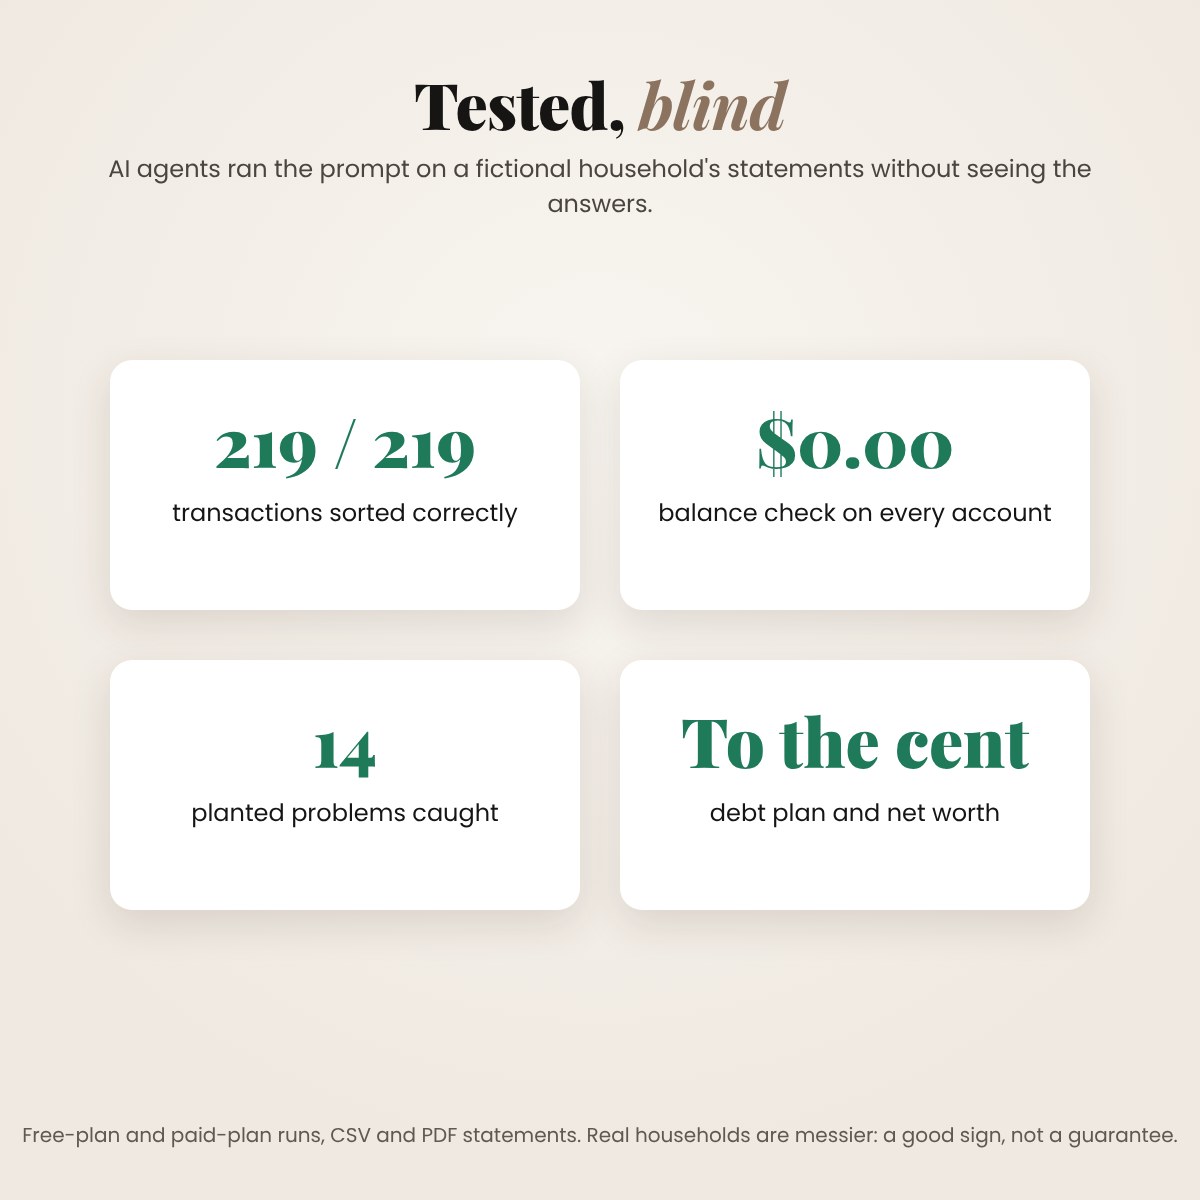 Tested, blind
AI agents ran the prompt on a fictional household's statements without seeing the
answers.
219 / 219
transactions sorted correctly
$0.00
balance check on every account
14
planted problems caught
To the cent
debt plan and net worth
Free-plan and paid-plan runs, CSV and PDF statements. Real households are messier: a good sign, not a guarantee.